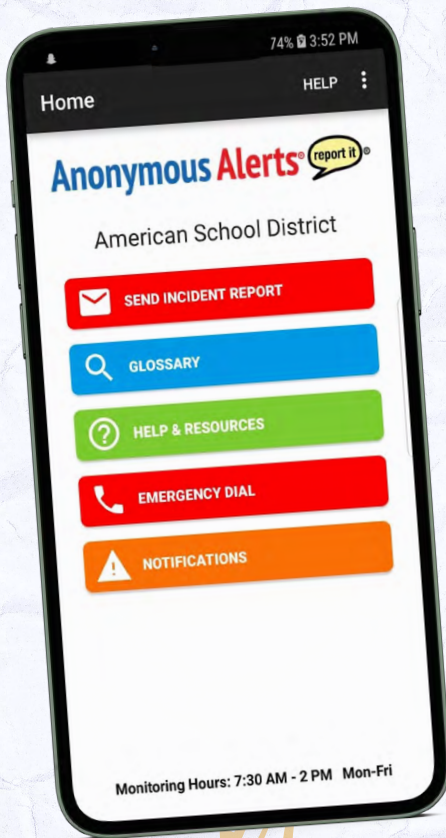 74% 3:52 PM
Home HELP
Anonymous Alerts® report it®
American School District
SEND INCIDENT REPORT
GLOSSARY
HELP & RESOURCES
EMERGENCY DIAL
NOTIFICATIONS
Monitoring Hours: 7:30 AM - 2 PM Mon-Fri